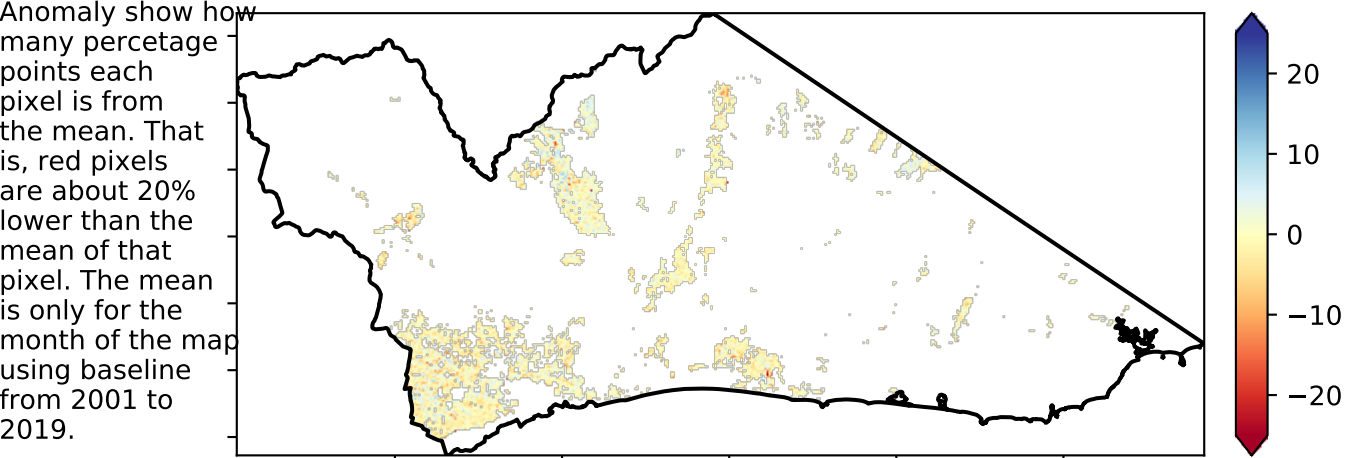 Anomaly show how
many percetage
points each
pixel is from
the mean. That
is, red pixels
are about 20%
lower than the
mean of that
pixel. The mean
is only for the
month of the map
using baseline
from 2001 to
2019.
20
10
0
−10
−20